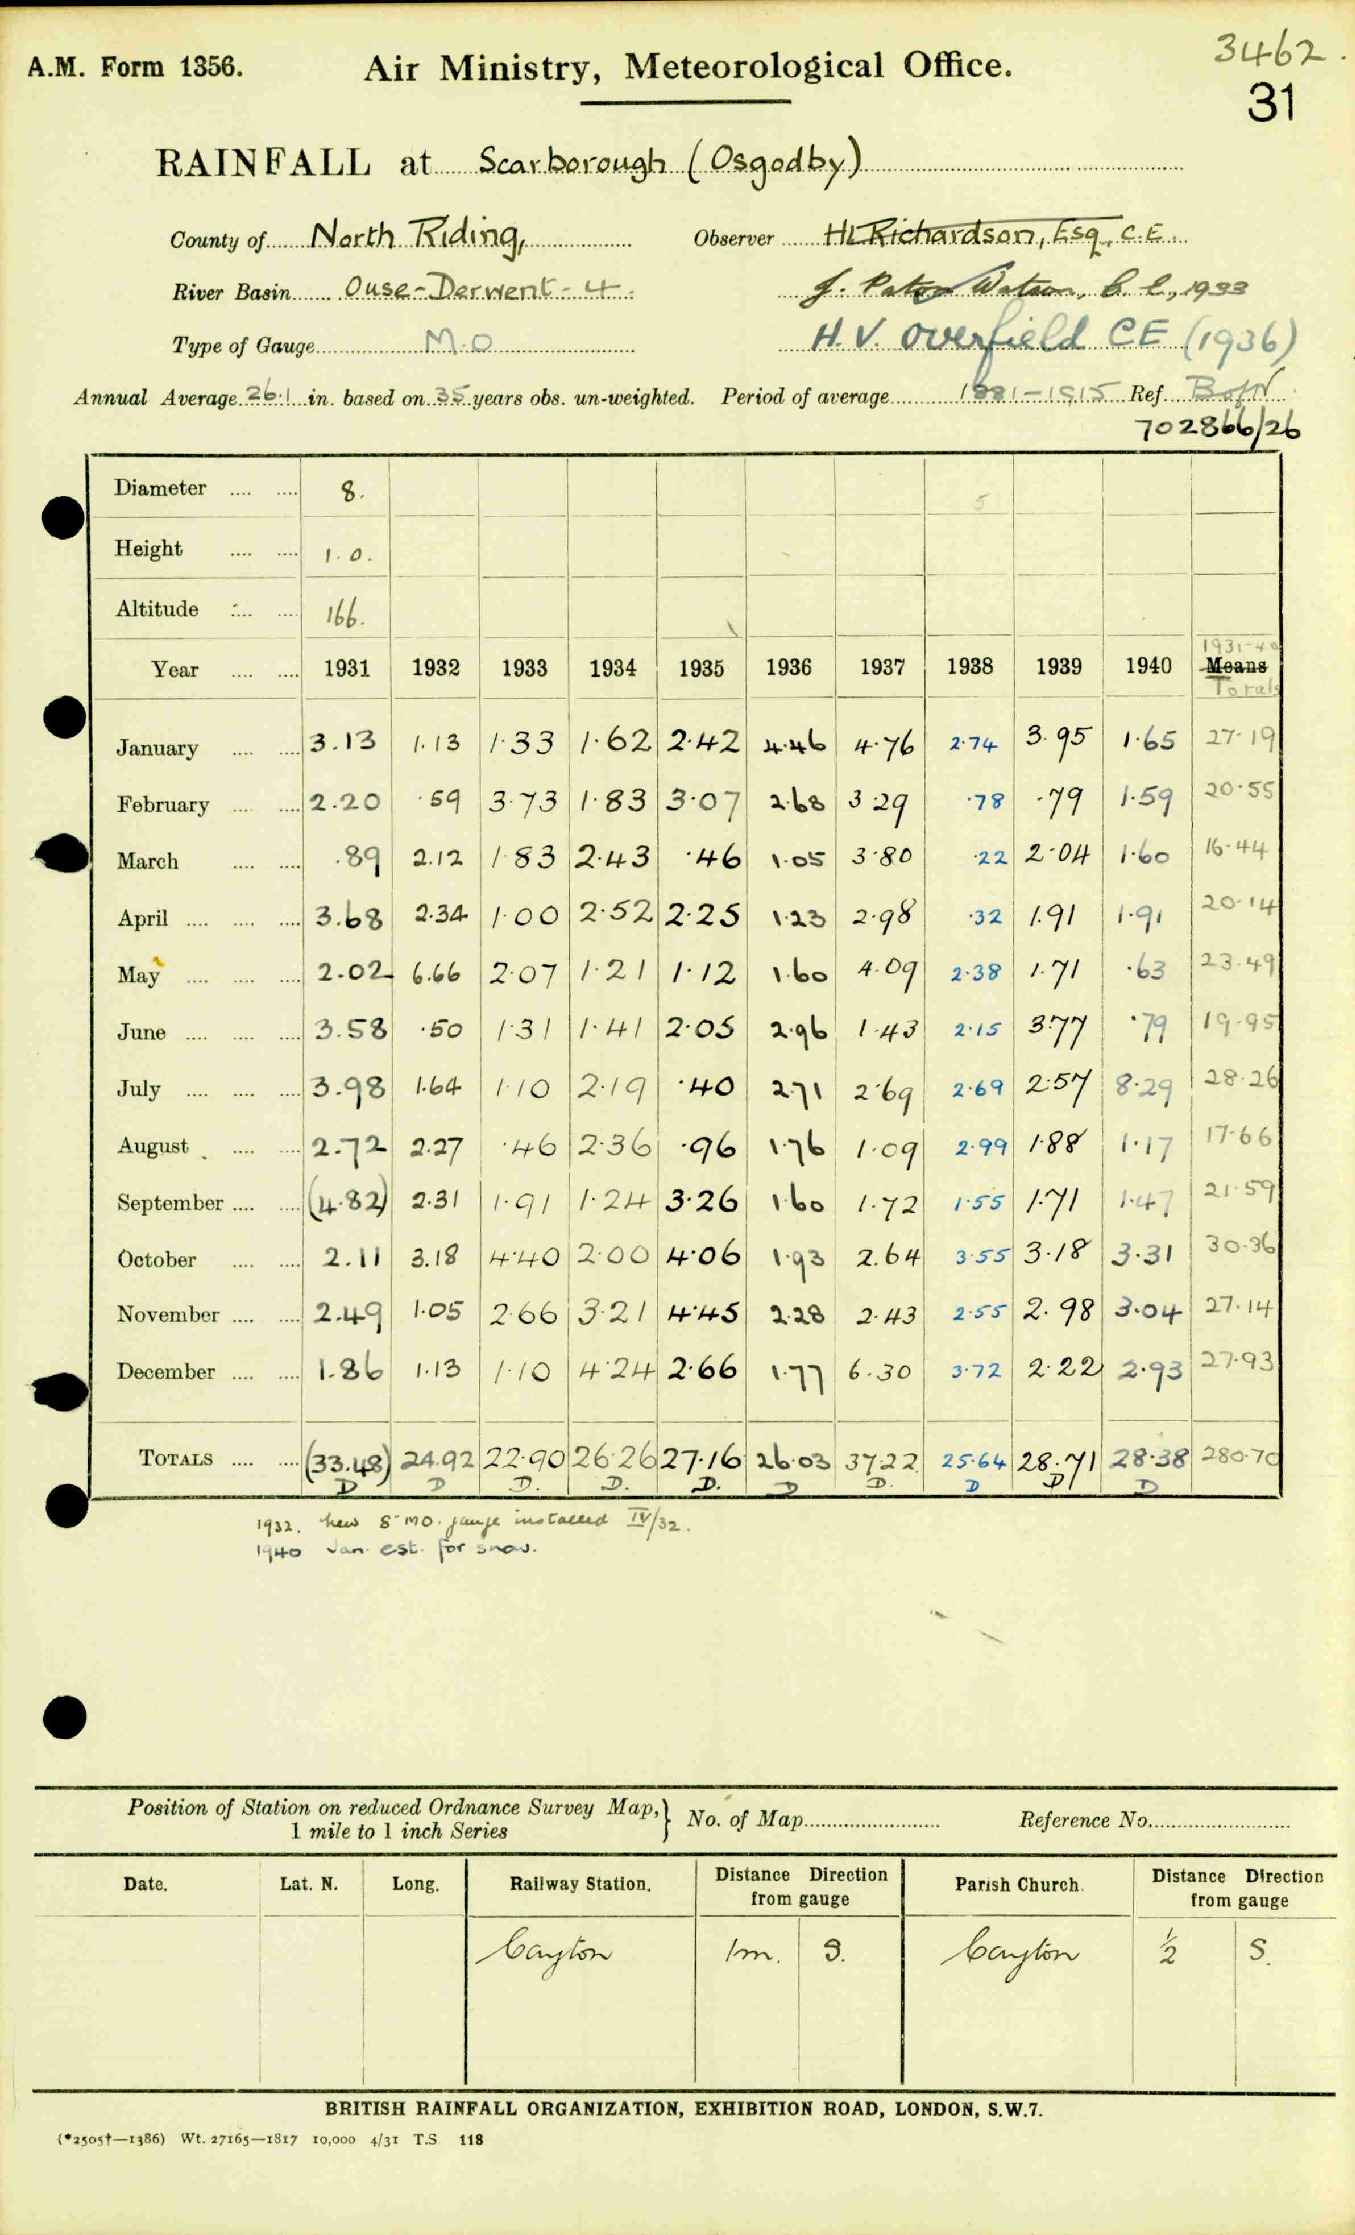 3462.
A.M. Form 1356. Air Ministry, Meteorological Office.
31
RAINFALL at Scarborough (Osgodby)
County of North Riding, Observer HLRichardson, Esq. C.E.
River Basin Ouse-Derwent-4. J. Paton Watson, C.E., 1933
Type of Gauge M.O H.V. Overfield CE (1936)
Annual Average 26.1 in. based on 35 years obs. un-weighted. Period of average 1881-1915 Ref.
702866/26
Diameter 8. 5
Height 1.0.
Altitude 166.
1931-40
Year 1931 1932 1933 1934 1935 1936 1937 1938 1939 1940 Means
Totals
January 3.13 1.13 1.33 1.62 2.42 4.46 4.76 2.74 3.95 1.65 27.19
February 2.20 .59 3.73 1.83 3.07 2.68 3.29 .78 .79 1.59 20.55
March .89 2.12 1.83 2.43 .46 1.05 3.80 .22 2.04 1.60 16.44
April 3.68 2.34 1.00 2.52 2.25 1.23 2.98 .32 1.91 1.91 20.14
May 2.02 6.66 2.07 1.21 1.12 1.60 4.09 2.38 1.71 .63 23.49
June 3.58 .50 1.31 1.41 2.05 2.96 1.43 2.15 3.77 .79 19.95
July 3.98 1.64 1.10 2.19 .40 2.71 2.69 2.69 2.57 8.29 28.26
August 2.72 2.27 .46 2.36 .96 1.76 1.09 2.99 1.88 1.17 17.66
September (4.82) 2.31 1.91 1.24 3.26 1.60 1.72 1.55 1.71 1.47 21.59
October 2.11 3.18 4.40 2.00 4.06 1.93 2.64 3.55 3.18 3.31 30.36
November 2.49 1.05 2.66 3.21 4.45 2.28 2.43 2.55 2.98 3.04 27.14
December 1.86 1.13 1.10 4.24 2.66 1.77 6.30 3.72 2.22 2.93 27.93
TOTALS (33.48) 24.92 22.90 26.26 27.16 26.03 37.22 25.64 28.71 28.38 280.70
D D D. D. D. D D. D D D
1932. New 8" MO. gauge installed IV/32.
1940 Jan. est. for snow.
Position of Station on reduced Ordnance Survey Map, } No. of Map Reference No.
1 mile to 1 inch Series
Date. Lat. N. Long. Railway Station. Distance Direction from gauge Parish Church. Distance Direction from gauge
Cayton 1m. S. Cayton ½ S.
BRITISH RAINFALL ORGANIZATION, EXHIBITION ROAD, LONDON, S.W.7.
(*2505†—1386) Wt. 27165—1817 10,000 4/31 T.S. 118